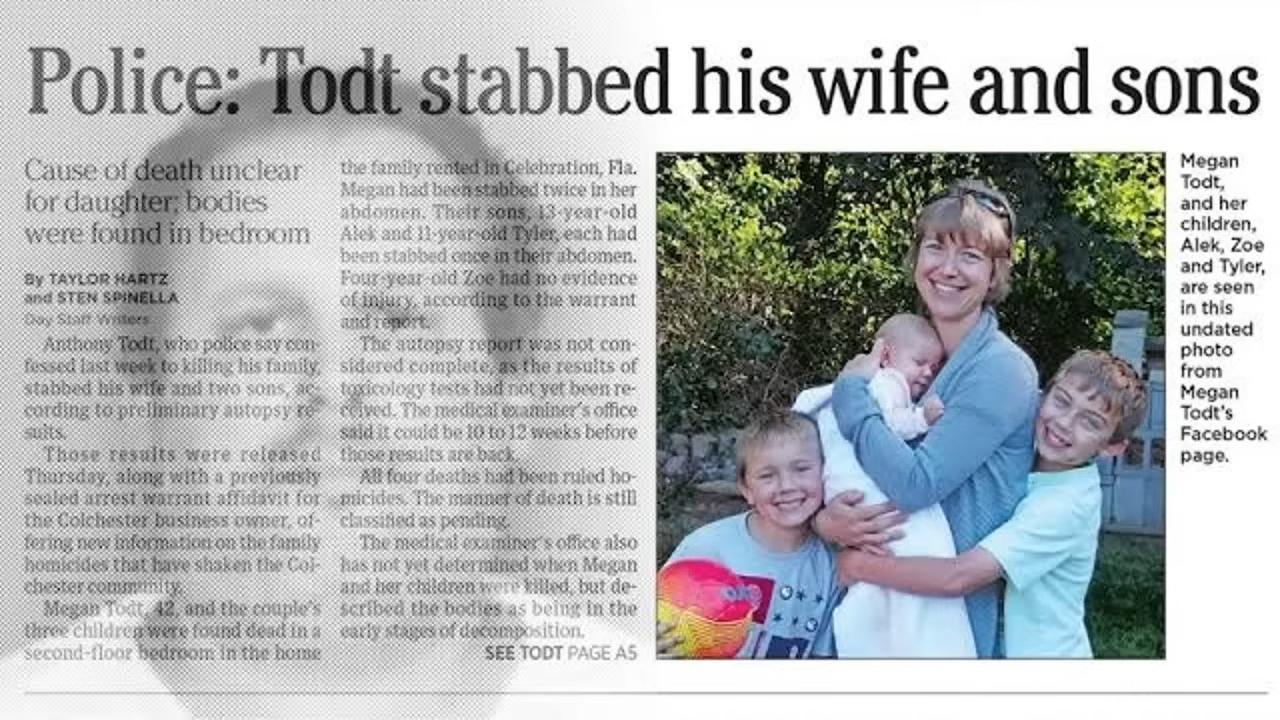 Police: Todt stabbed his wife and sons
Cause of death unclear
for daughter; bodies
were found in bedroom
By TAYLOR HARTZ
and STEN SPINELLA
Day Staff Writers
Anthony Todt, who police say con-
fessed last week to killing his family,
stabbed his wife and two sons, ac-
cording to preliminary autopsy re-
sults.
Those results were released
Thursday, along with a previously
sealed arrest warrant affidavit for
the Colchester business owner, of-
fering new information on the family
homicides that have shaken the Col-
chester community.
Megan Todt, 42, and the couple's
three children were found dead in a
second-floor bedroom in the home
the family rented in Celebration, Fla.
Megan had been stabbed twice in her
abdomen. Their sons, 13-year-old
Alek and 11-year-old Tyler, each had
been stabbed once in their abdomen.
Four-year-old Zoe had no evidence
of injury, according to the warrant
and report.
The autopsy report was not con-
sidered complete, as the results of
toxicology tests had not yet been re-
ceived. The medical examiner's office
said it could be 10 to 12 weeks before
those results are back.
All four deaths had been ruled ho-
micides. The manner of death is still
classified as pending.
The medical examiner's office also
has not yet determined when Megan
and her children were killed, but de-
scribed the bodies as being in the
early stages of decomposition.
SEE TODT PAGE A5
Megan
Todt,
and her
children,
Alek, Zoe
and Tyler,
are seen
in this
undated
photo
from
Megan
Todt's
Facebook
page.